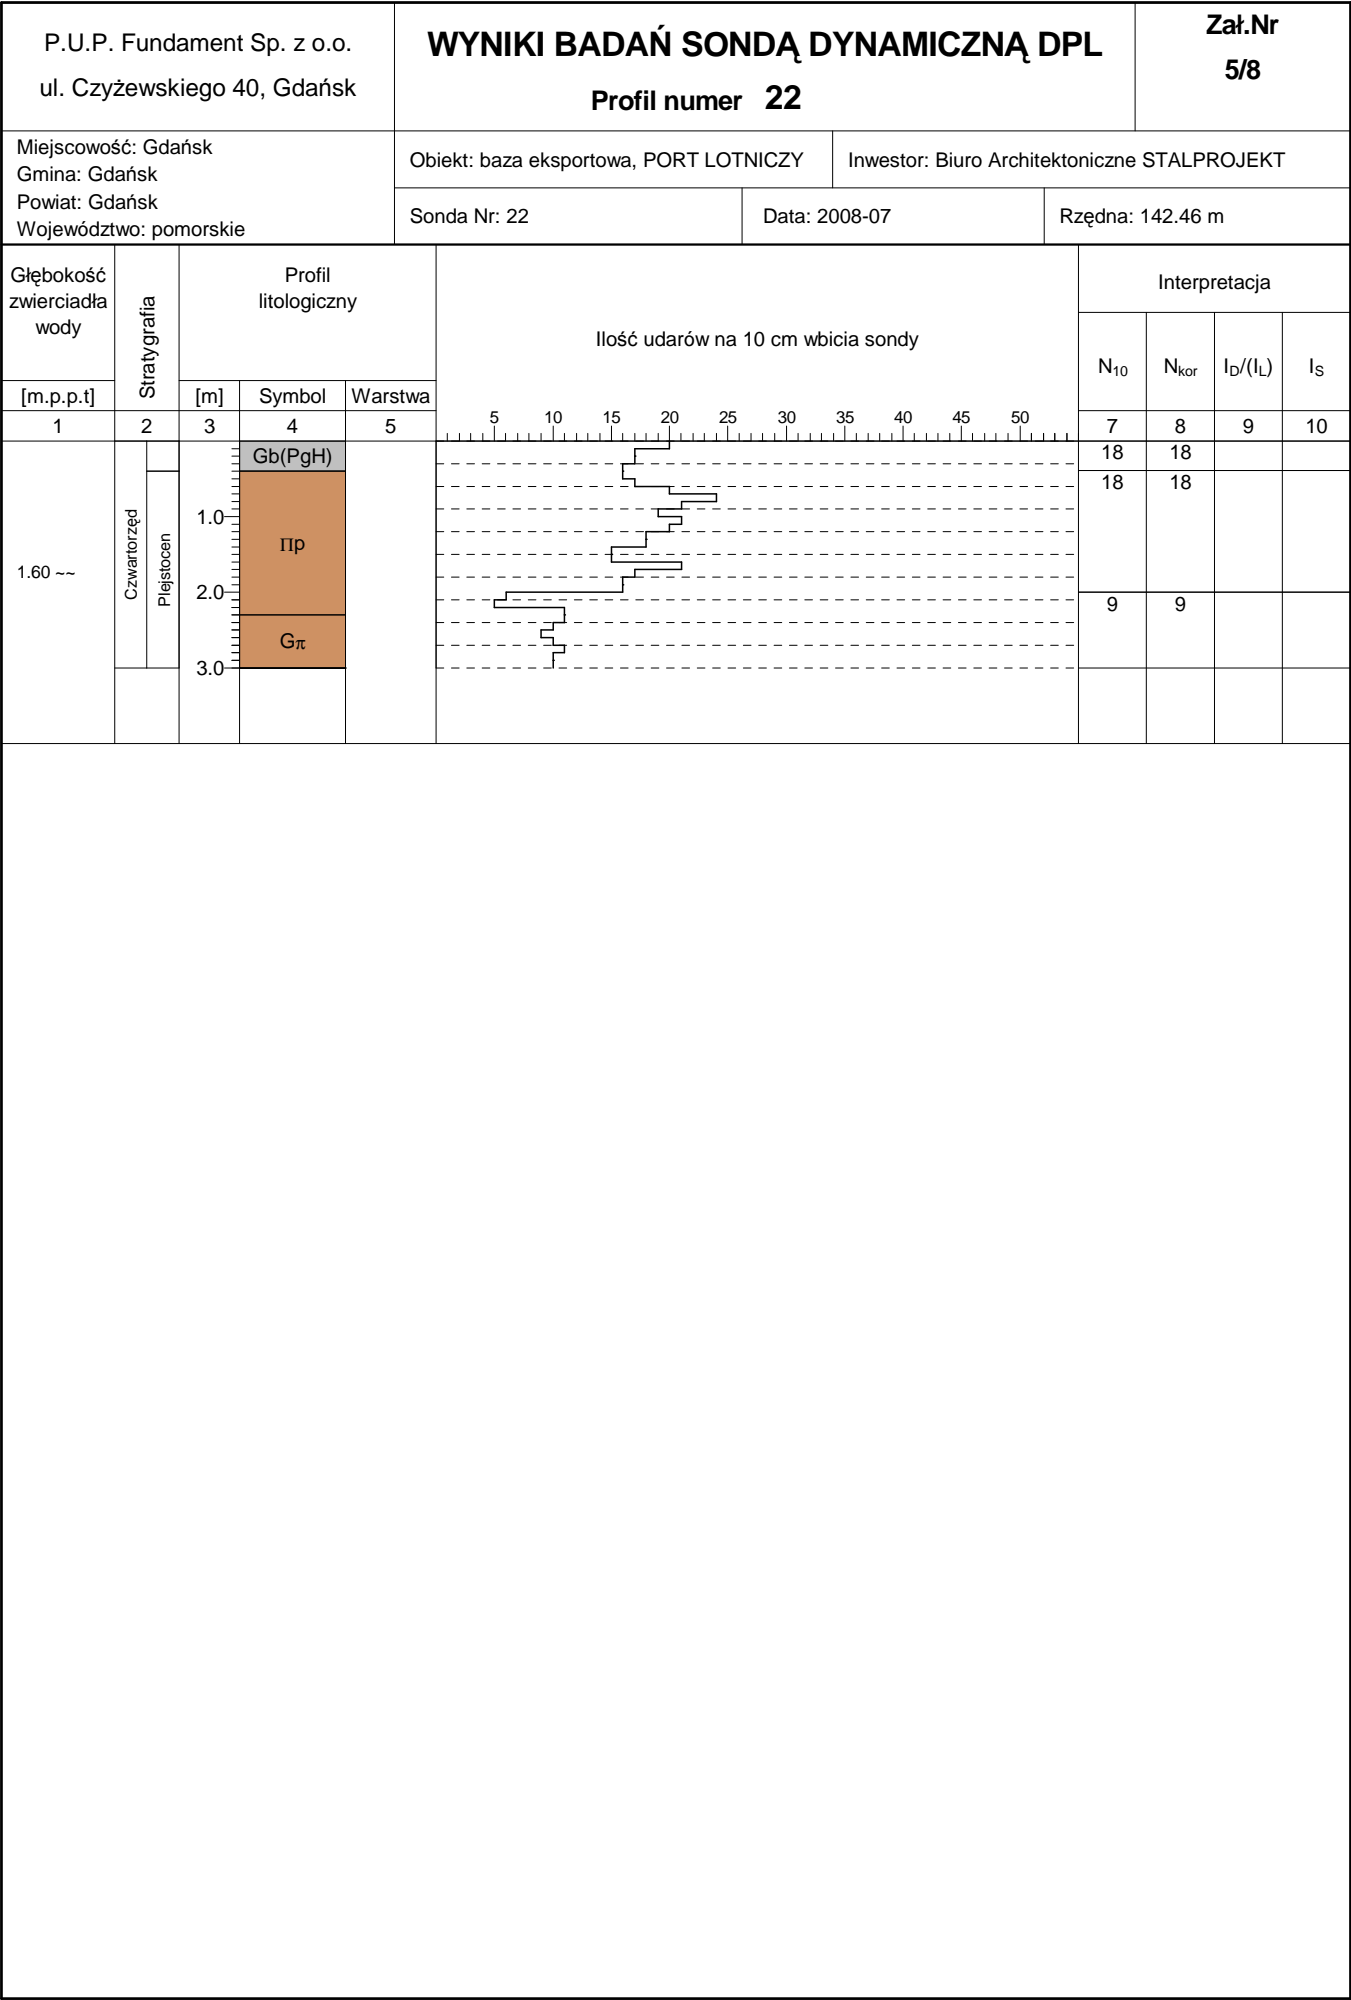 P.U.P. Fundament Sp. z o.o.
ul. Czyżewskiego 40, Gdańsk
WYNIKI BADAŃ SONDĄ DYNAMICZNĄ DPL
Profil numer 22
Zał.Nr
5/8
Miejscowość: Gdańsk
Gmina: Gdańsk
Powiat: Gdańsk
Województwo: pomorskie
Obiekt: baza eksportowa, PORT LOTNICZY
Inwestor: Biuro Architektoniczne STALPROJEKT
Sonda Nr: 22
Data: 2008-07
Rzędna: 142.46 m
Głębokość
zwierciadła
wody
[m.p.p.t]
Stratygrafia
Profil
litologiczny
[m]
Symbol
Warstwa
Ilość udarów na 10 cm wbicia sondy
5 10 15 20 25 30 35 40 45 50
Interpretacja
N10
Nkor
ID/(IL)
IS
1 2 3 4 5 7 8 9 10
Gb(PgH)
18 18
18 18
1.0
Πp
Czwartorzęd
Plejstocen
1.60 ~~
2.0
9 9
Gπ
3.0